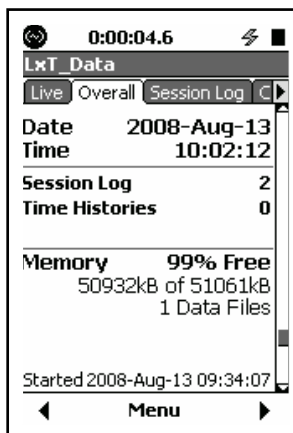 0:00:04.6
LxT_Data
Live Overall Session Log C
Date 2008-Aug-13
Time 10:02:12
Session Log 2
Time Histories 0
Memory 99% Free
50932kB of 51061kB
1 Data Files
Started 2008-Aug-13 09:34:07
Menu